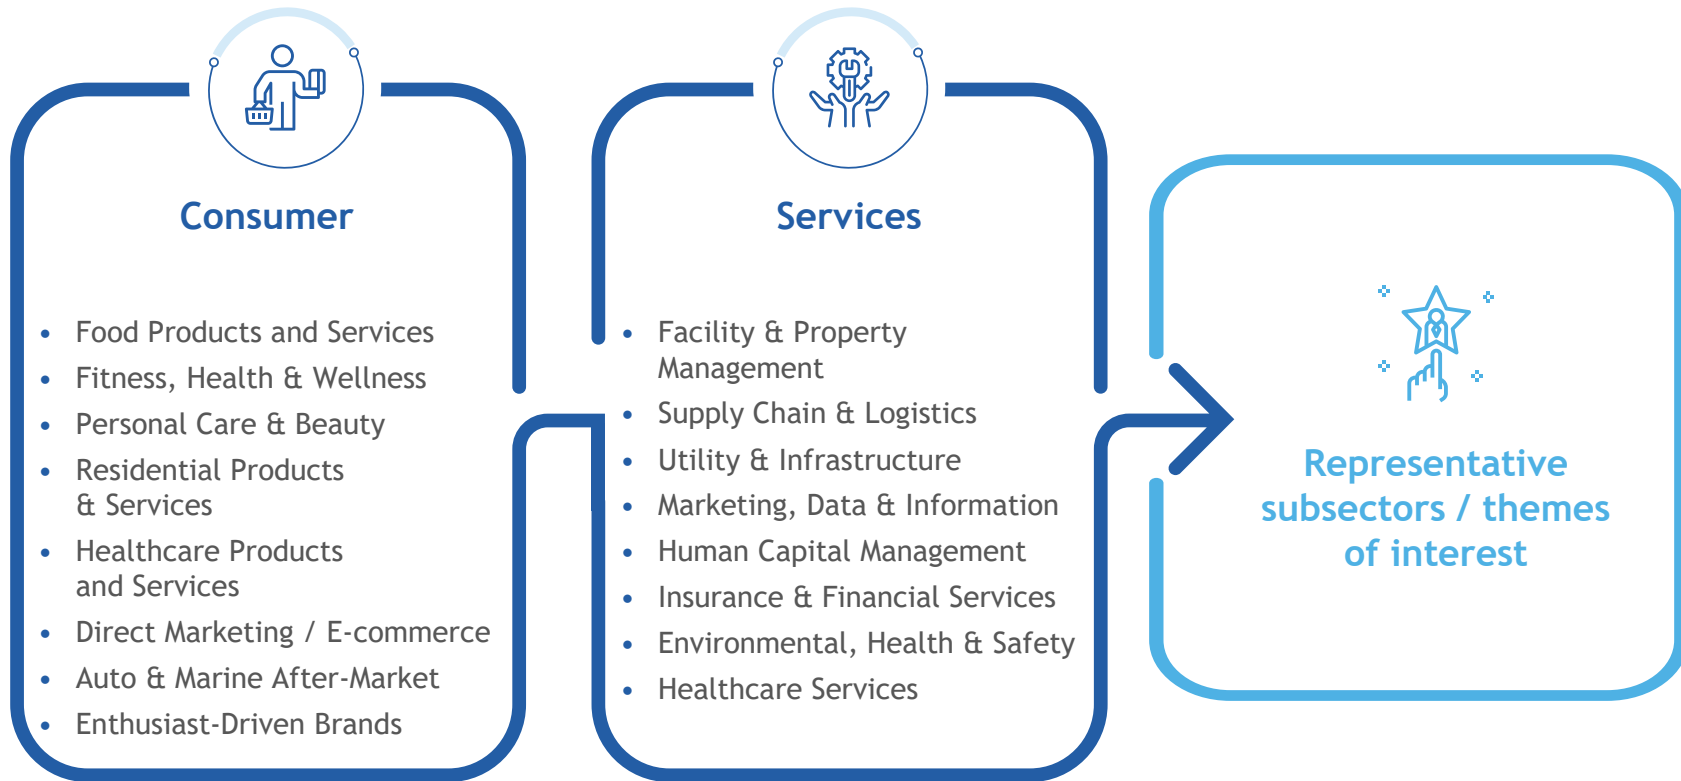 Consumer
• Food Products and Services
• Fitness, Health & Wellness
• Personal Care & Beauty
• Residential Products
& Services
• Healthcare Products
and Services
• Direct Marketing / E-commerce
• Auto & Marine After-Market
• Enthusiast-Driven Brands
Services
• Facility & Property
Management
• Supply Chain & Logistics
• Utility & Infrastructure
• Marketing, Data & Information
• Human Capital Management
• Insurance & Financial Services
• Environmental, Health & Safety
• Healthcare Services
Representative
subsectors / themes
of interest